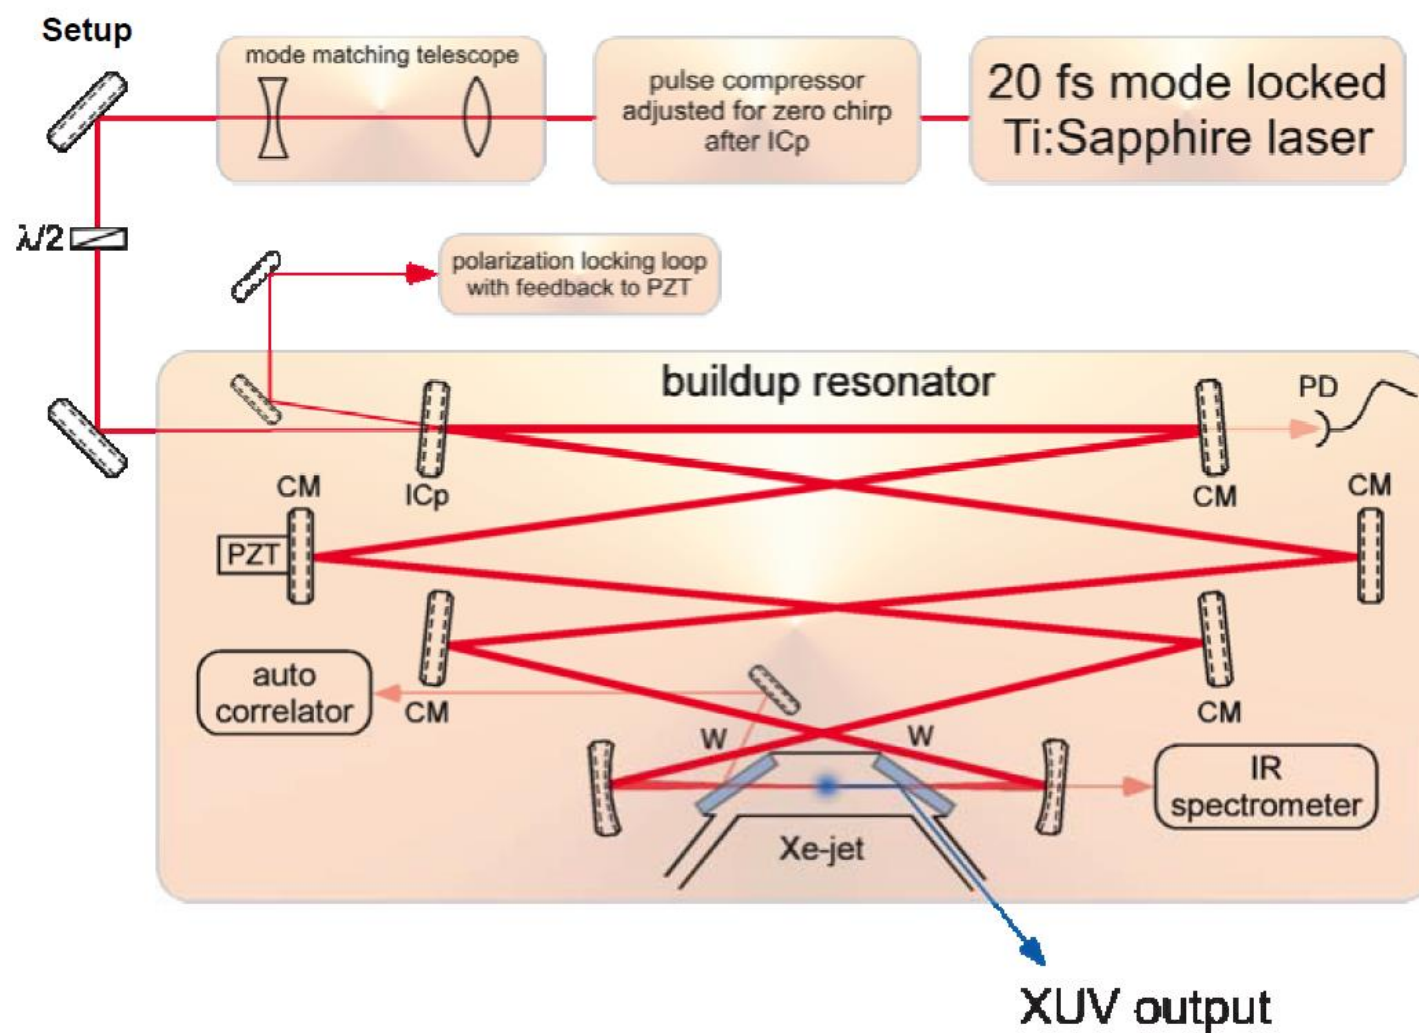 Setup
mode matching telescope
pulse compressor
adjusted for zero chirp
after ICp
20 fs mode locked
Ti:Sapphire laser
λ/2
polarization locking loop
with feedback to PZT
buildup resonator
PD
CM
ICp
CM
CM
PZT
auto
correlator
CM
CM
W
W
IR
spectrometer
Xe-jet
XUV output